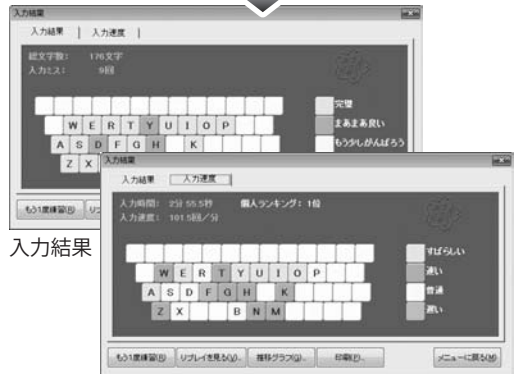 入力結果
入力結果 入力速度
総文字数: 176文字
入力ミス: 9回
完璧
まあまあ良い
もう少しがんばろう
W E R T Y U I O P
A S D F G H K
Z X
もう1度練習(R)
入力結果
入力結果
入力結果 入力速度
入力時間: 2分 55.5秒 個人ランキング: 1位
入力速度: 101.5回/分
すばらしい
速い
普通
遅い
W E R T Y U I O P
A S D F G H K
Z X B N M
もう1度練習(R) リプレイを見る(V)... 推移グラフ(G)... 印刷(P)... メニューに戻る(M)